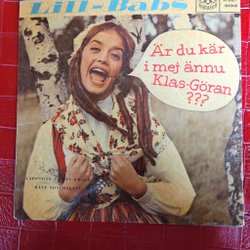 Lill-Babs
Är du kär
i mej ännu
Klas-Göran
???